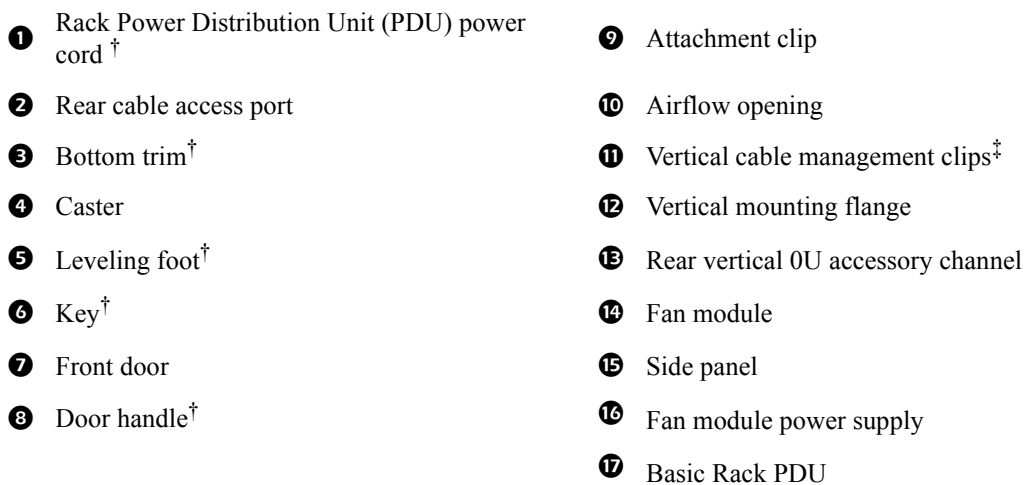 ❶ Rack Power Distribution Unit (PDU) power
cord †
❷ Rear cable access port
❸ Bottom trim†
❹ Caster
❺ Leveling foot†
❻ Key†
❼ Front door
❽ Door handle†
❾ Attachment clip
❿ Airflow opening
⓫ Vertical cable management clips‡
⓬ Vertical mounting flange
⓭ Rear vertical 0U accessory channel
⓮ Fan module
⓯ Side panel
⓰ Fan module power supply
⓱ Basic Rack PDU